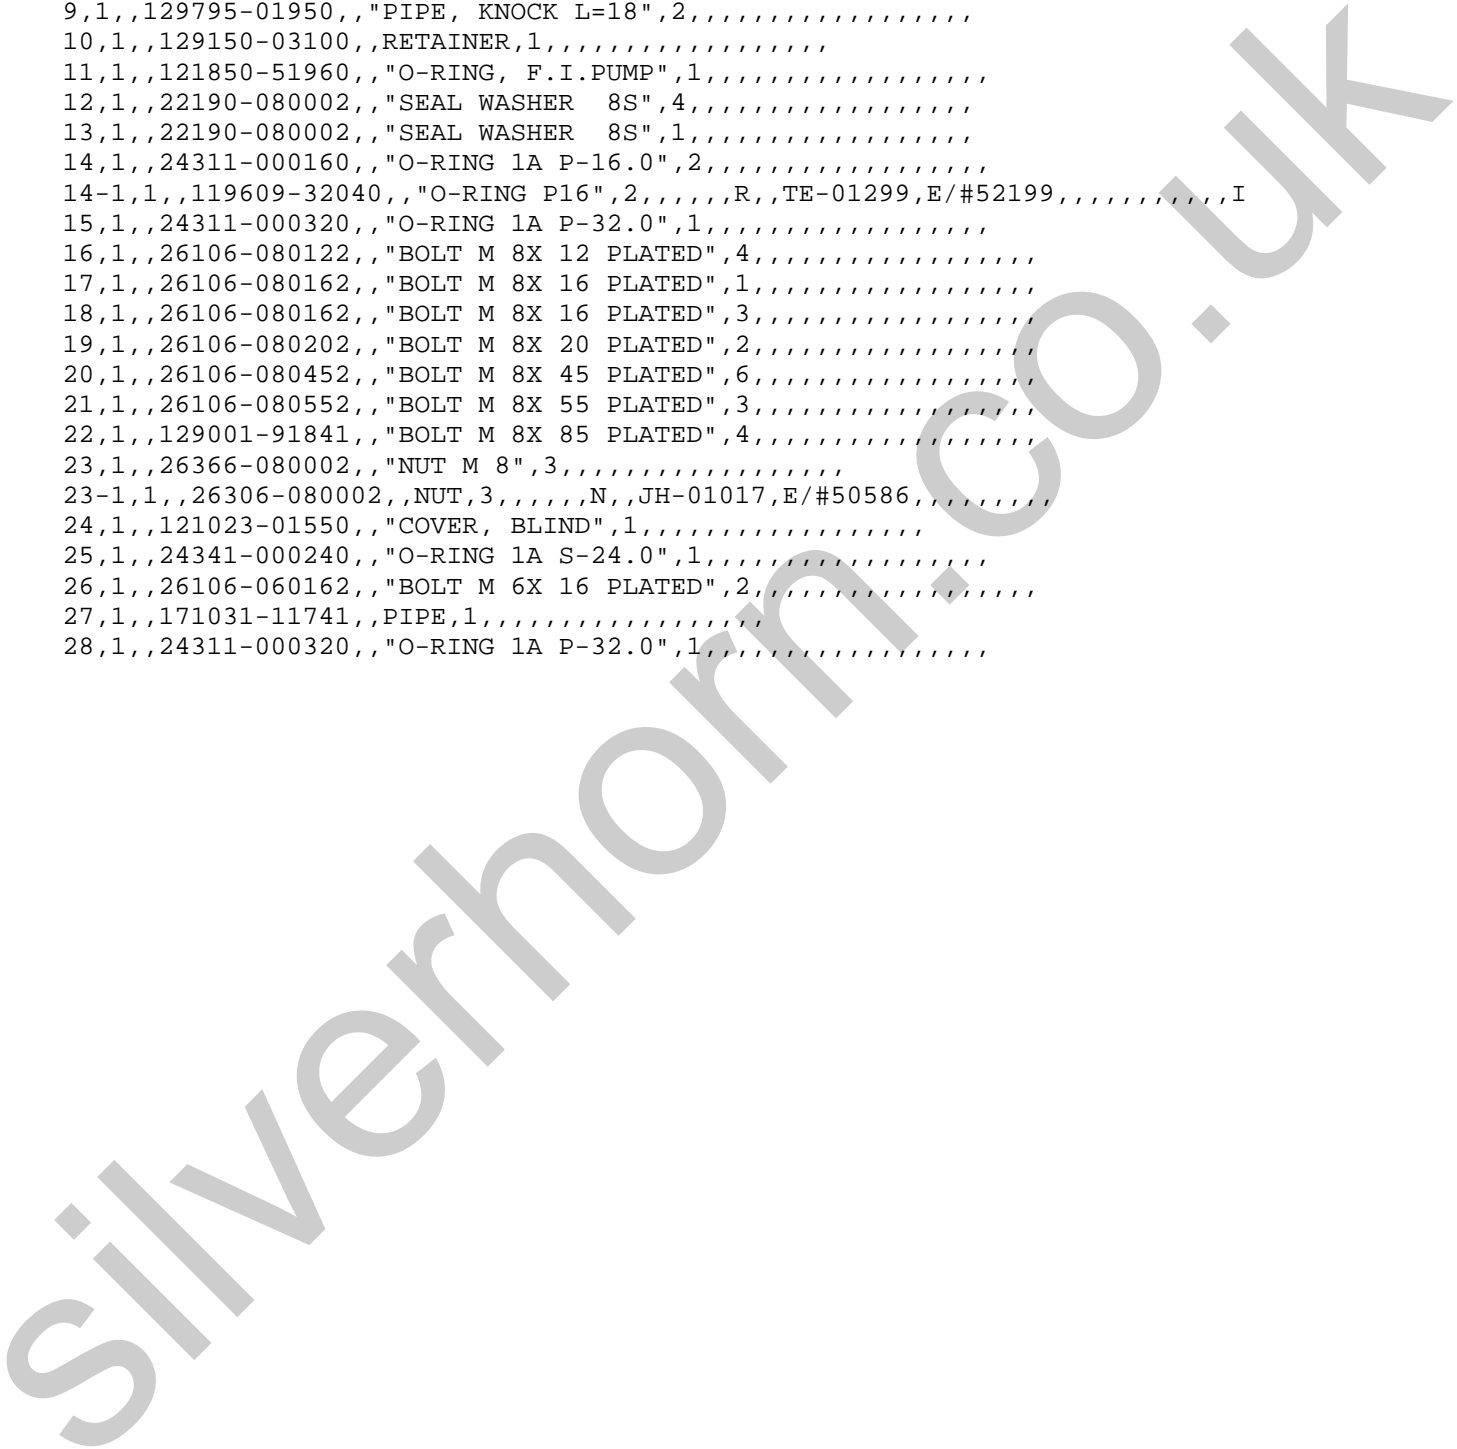 9,1,,129795-01950,,"PIPE, KNOCK L=18",2,,,,,,,,,,,,,,,,,,
10,1,,129150-03100,,RETAINER,1,,,,,,,,,,,,,,,,,,
11,1,,121850-51960,,"O-RING, F.I.PUMP",1,,,,,,,,,,,,,,,,,,
12,1,,22190-080002,,"SEAL WASHER  8S",4,,,,,,,,,,,,,,,,,,
13,1,,22190-080002,,"SEAL WASHER  8S",1,,,,,,,,,,,,,,,,,,
14,1,,24311-000160,,"O-RING 1A P-16.0",2,,,,,,,,,,,,,,,,,,
14-1,1,,119609-32040,,"O-RING P16",2,,,,,,R,,TE-01299,E/#52199,,,,,,,,,,,I
15,1,,24311-000320,,"O-RING 1A P-32.0",1,,,,,,,,,,,,,,,,,,
16,1,,26106-080122,,"BOLT M 8X 12 PLATED",4,,,,,,,,,,,,,,,,,,
17,1,,26106-080162,,"BOLT M 8X 16 PLATED",1,,,,,,,,,,,,,,,,,,
18,1,,26106-080162,,"BOLT M 8X 16 PLATED",3,,,,,,,,,,,,,,,,,,
19,1,,26106-080202,,"BOLT M 8X 20 PLATED",2,,,,,,,,,,,,,,,,,,
20,1,,26106-080452,,"BOLT M 8X 45 PLATED",6,,,,,,,,,,,,,,,,,,
21,1,,26106-080552,,"BOLT M 8X 55 PLATED",3,,,,,,,,,,,,,,,,,,
22,1,,129001-91841,,"BOLT M 8X 85 PLATED",4,,,,,,,,,,,,,,,,,,
23,1,,26366-080002,,"NUT M 8",3,,,,,,,,,,,,,,,,,,
23-1,1,,26306-080002,,NUT,3,,,,,,N,,JH-01017,E/#50586,,,,,,,,,
24,1,,121023-01550,,"COVER, BLIND",1,,,,,,,,,,,,,,,,,,
25,1,,24341-000240,,"O-RING 1A S-24.0",1,,,,,,,,,,,,,,,,,,
26,1,,26106-060162,,"BOLT M 6X 16 PLATED",2,,,,,,,,,,,,,,,,,,
27,1,,171031-11741,,PIPE,1,,,,,,,,,,,,,,,,,,
28,1,,24311-000320,,"O-RING 1A P-32.0",1,,,,,,,,,,,,,,,,,,
silverhorn.co.uk